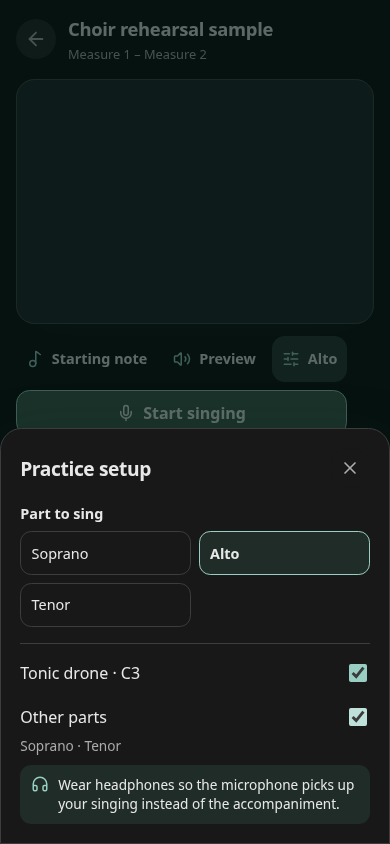 Choir rehearsal sample
Measure 1 – Measure 2
Starting note
Preview
Alto
Start singing
Practice setup
Part to sing
Soprano
Alto
Tenor
Tonic drone · C3
Other parts
Soprano · Tenor
Wear headphones so the microphone picks up
your singing instead of the accompaniment.